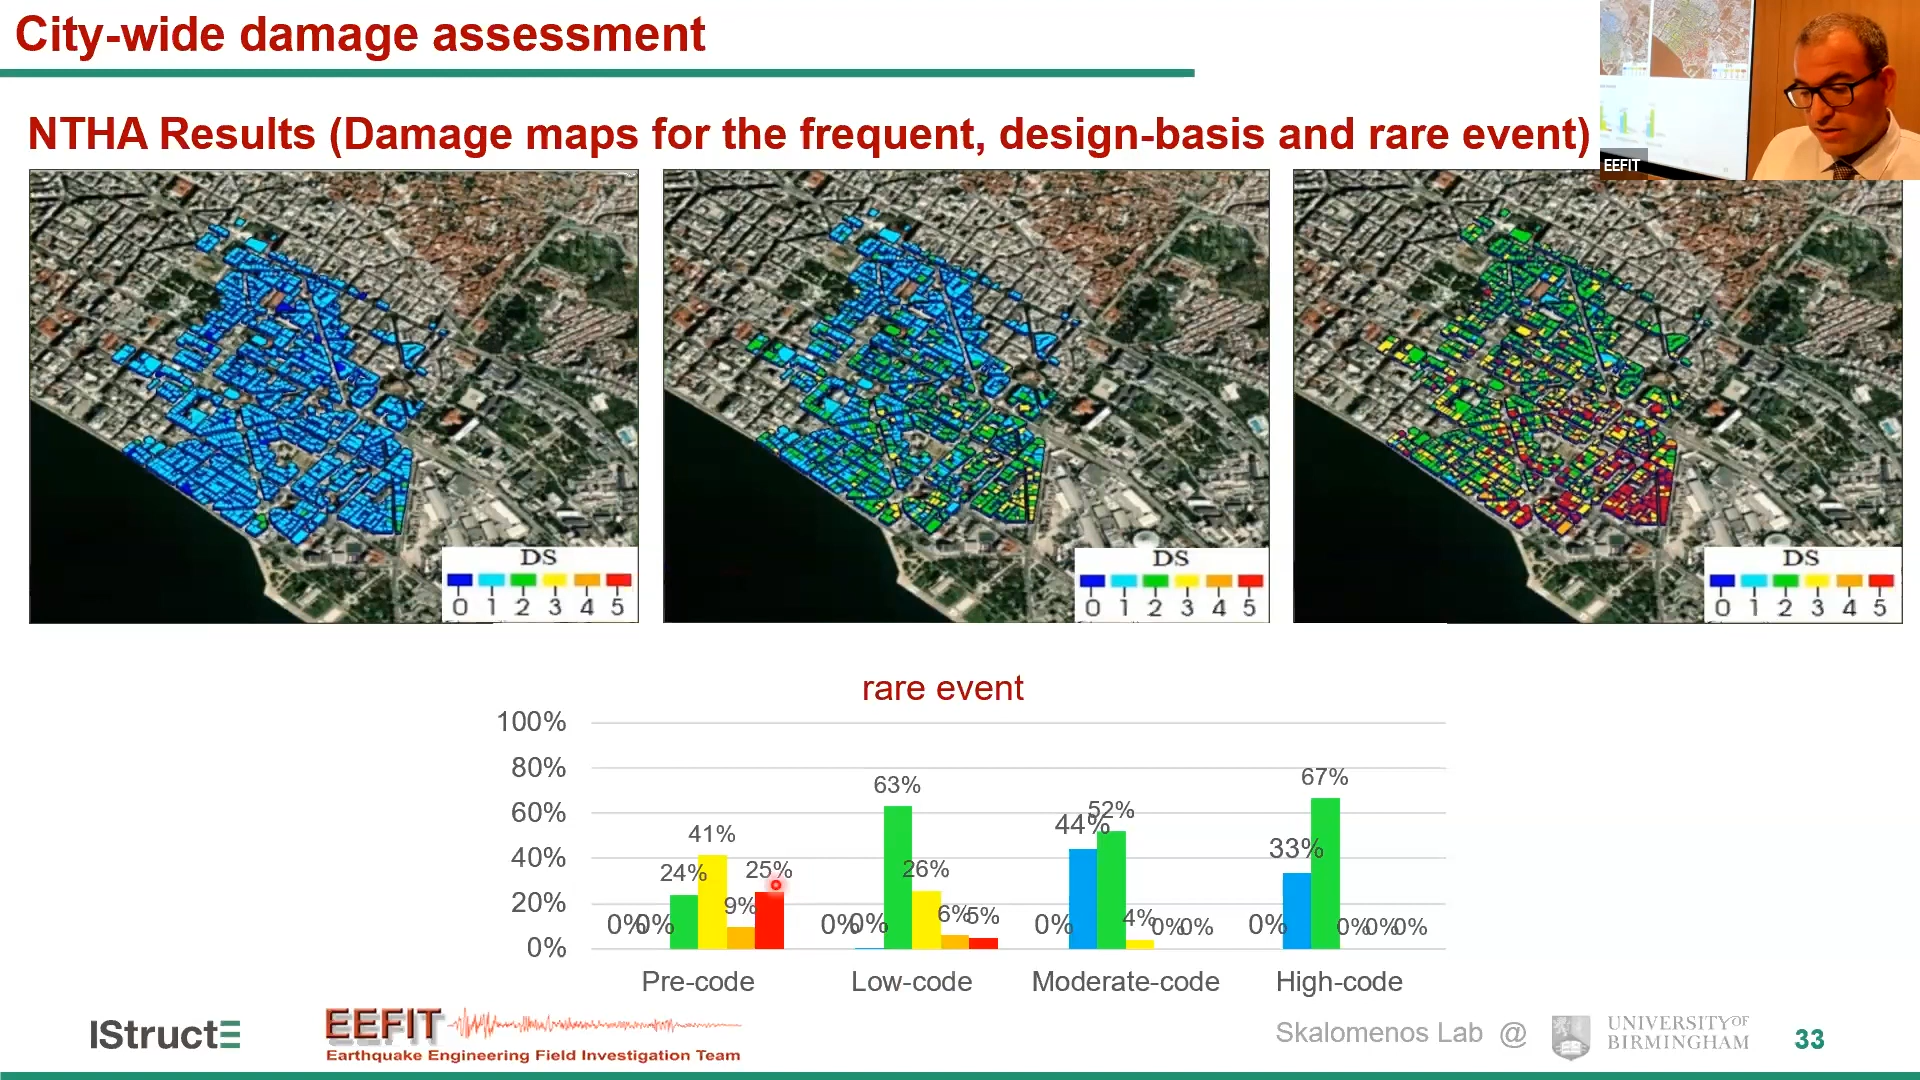 City-wide damage assessment
NTHA Results (Damage maps for the frequent, design-basis and rare event)
EEFIT
DS
0 1 2 3 4 5
DS
0 1 2 3 4 5
DS
0 1 2 3 4 5
rare event
100%
80%
60%
40%
20%
0%
0% 0% 24% 41% 9% 25%
0% 0% 63% 26% 6% 5%
0% 44% 52% 4% 0% 0%
0% 33% 67% 0% 0% 0%
Pre-code Low-code Moderate-code High-code
IStructE
EEFIT
Earthquake Engineering Field Investigation Team
Skalomenos Lab @
UNIVERSITY OF
BIRMINGHAM
33